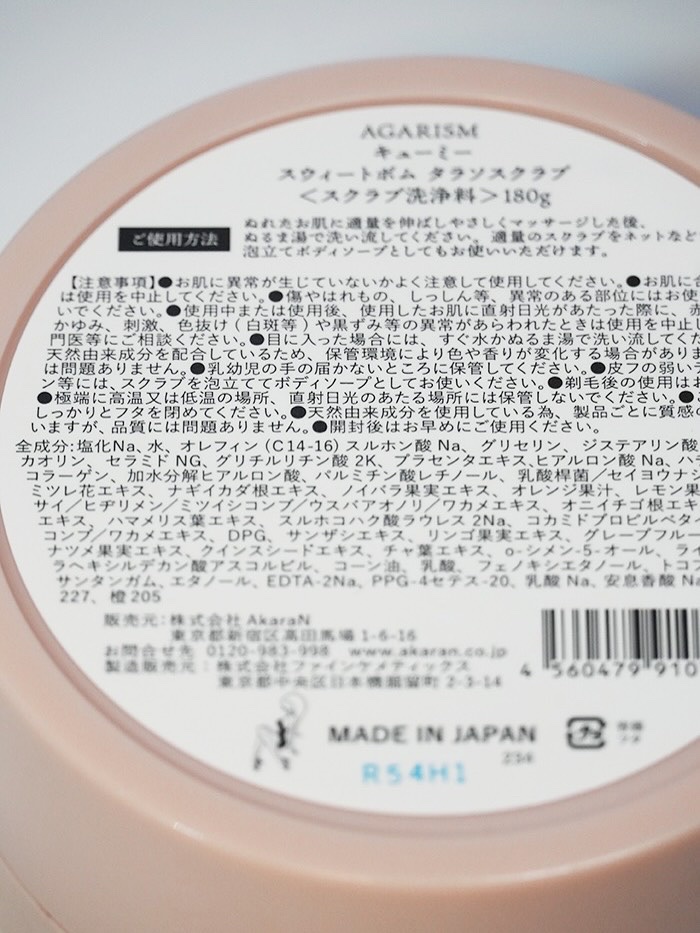 AGARISM
キューミー
スウィートボム タラソスクラブ
＜スクラブ洗浄料＞180g
ご使用方法
ぬれたお肌に適量を伸ばしやさしくマッサージした後、
ぬるま湯で洗い流してください。 適量のスクラブをネットなど
泡立てボディソープとしてもお使いいただけます。
【注意事項】●お肌に異常が生じていないかよく注意して使用してください。●お肌に合
は使用を中止してください。●傷やはれもの、しっしん等、異常のある部位にはお使
いでください。●使用中または使用後、使用したお肌に直射日光があたった際に、赤
かゆみ、刺激、色抜け(白斑等)や黒ずみ等の異常があらわれたときは使用を中止
門医等にご相談ください。●目に入った場合には、すぐ水かぬるま湯で洗い流してくだ
天然由来成分を配合しているため、保管環境により色や香りが変化する場合がありま
は問題ありません。●乳幼児の手の届かないところに保管してください。●皮フの弱いデ
ン等には、スクラブを泡立ててボディソープとしてお使いください。●剃毛後の使用は
●極端に高温又は低温の場所、直射日光のあたる場所には保管しないでください。●
しっかりとフタを閉めてください。●天然由来成分を使用している為、製品ごとに質感の
いますが、品質には問題ありません。●開封後はお早めにご使用ください。
全成分:塩化Na、水、オレフィン(C14-16)スルホン酸Na、グリセリン、ジステアリン酸
カオリン、セラミドNG、グリチルリチン酸2K、プラセンタエキス、ヒアルロン酸Na、ハ
コラーゲン、加水分解ヒアルロン酸、パルミチン酸レチノール、乳酸桿菌／セイヨウナシ
ミツレ花エキス、ナギイカダ根エキス、ノイバラ果実エキス、オレンジ果汁、レモン果
サイ／ヒヂリメン／ミツイシコンブ／ウスバアオノリ／ワカメエキス、オニイチゴ根エキ
エキス、ハマメリス葉エキス、スルホコハク酸ラウレス2Na、コカミドプロピルベタ
コンブ／ワカメエキス、DPG、サンザシエキス、リンゴ果実エキス、グレープフルー
ナツメ果実エキス、クインスシードエキス、チャ葉エキス、o-シメン-5-オール、ラ
ラヘキシルデカン酸アスコルビル、コーン油、乳酸、フェノキシエタノール、トコ
サンタンガム、エタノール、EDTA-2Na、PPG-4セテス-20、乳酸Na、安息香酸Na
227、橙205
販売元：株式会社 AkaraN
東京都新宿区高田馬場1-6-16
お問合せ先 0120-983-998 www.akaran.co.jp
製造販売元：株式会社ファインケメティックス
東京都中央区日本橋堀留町 2-3-14
4 560479 910
MADE IN JAPAN
プラ
236
R54H1